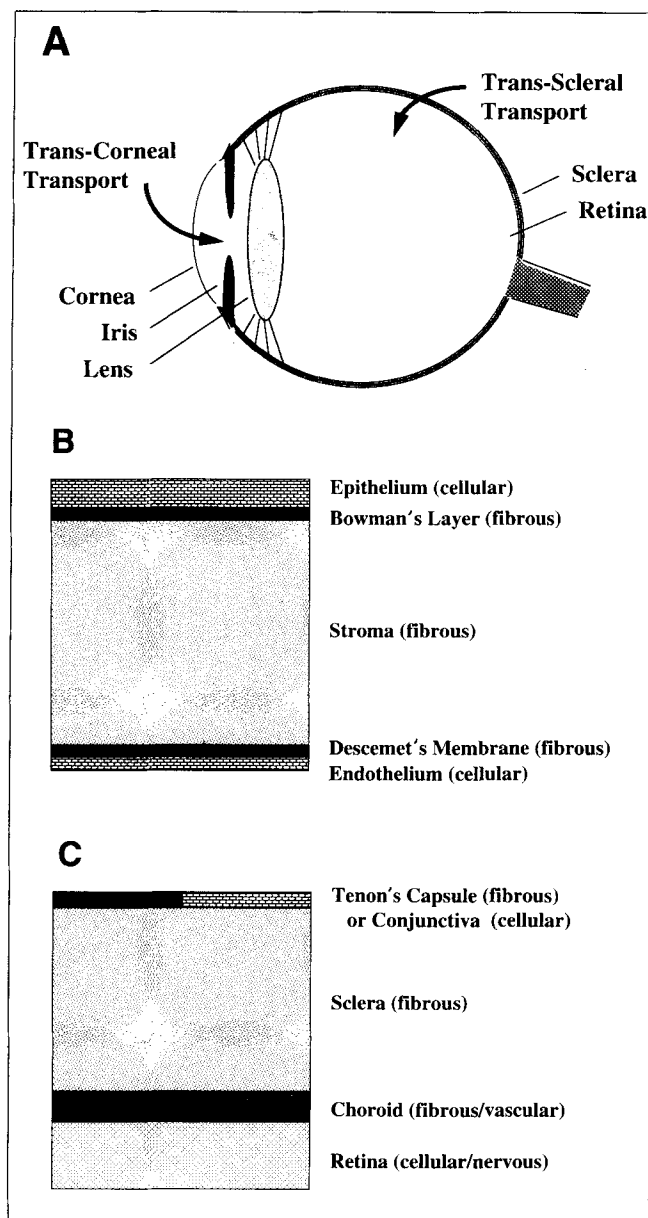 A
Trans-Scleral
Transport
Trans-Corneal
Transport
Sclera
Retina
Cornea
Iris
Lens
B
Epithelium (cellular)
Bowman's Layer (fibrous)
Stroma (fibrous)
Descemet's Membrane (fibrous)
Endothelium (cellular)
C
Tenon's Capsule (fibrous)
or Conjunctiva (cellular)
Sclera (fibrous)
Choroid (fibrous/vascular)
Retina (cellular/nervous)